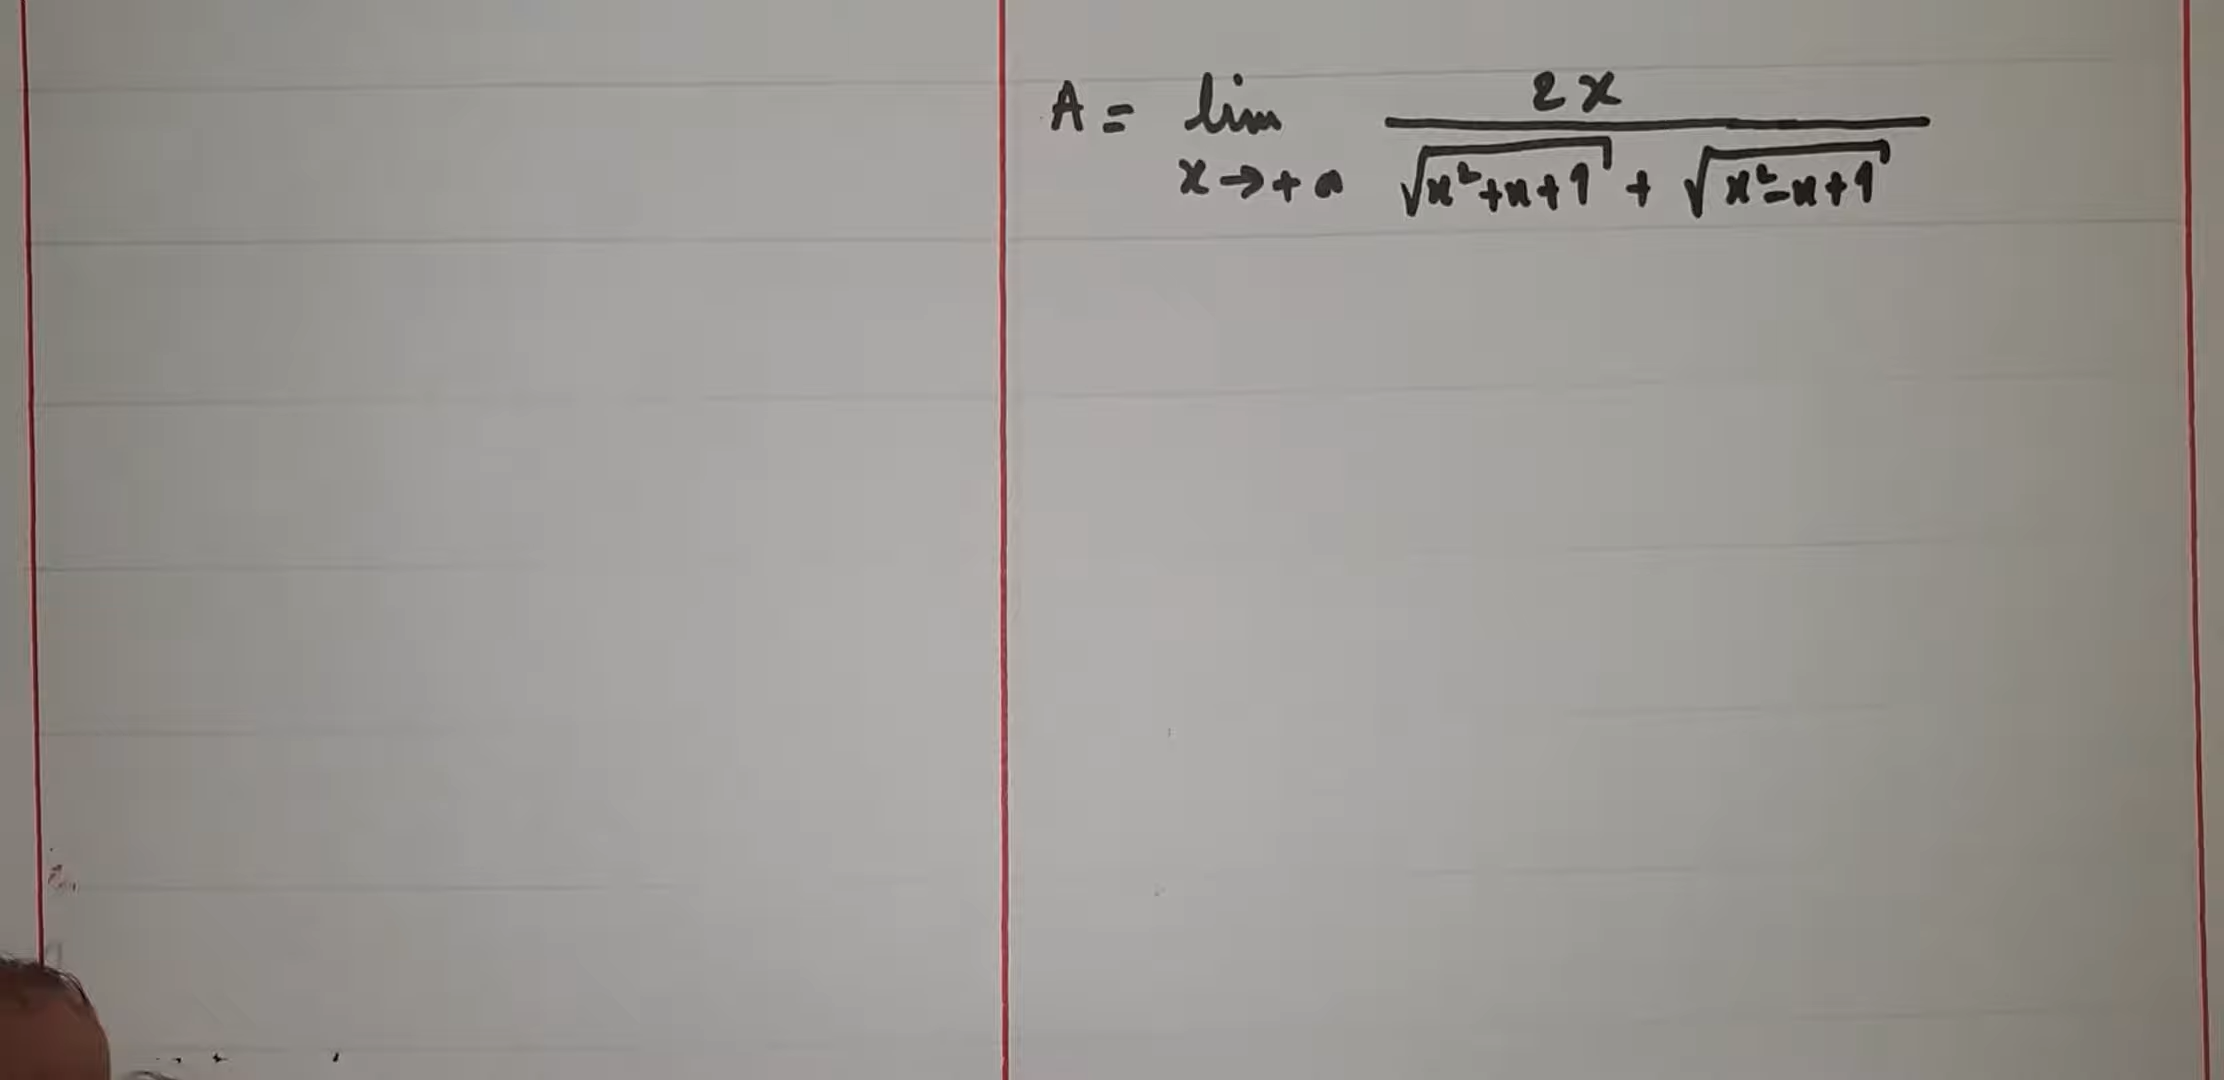 A = lim x→+∞ 2x / (√(x²+x+1) + √(x²-x+1))